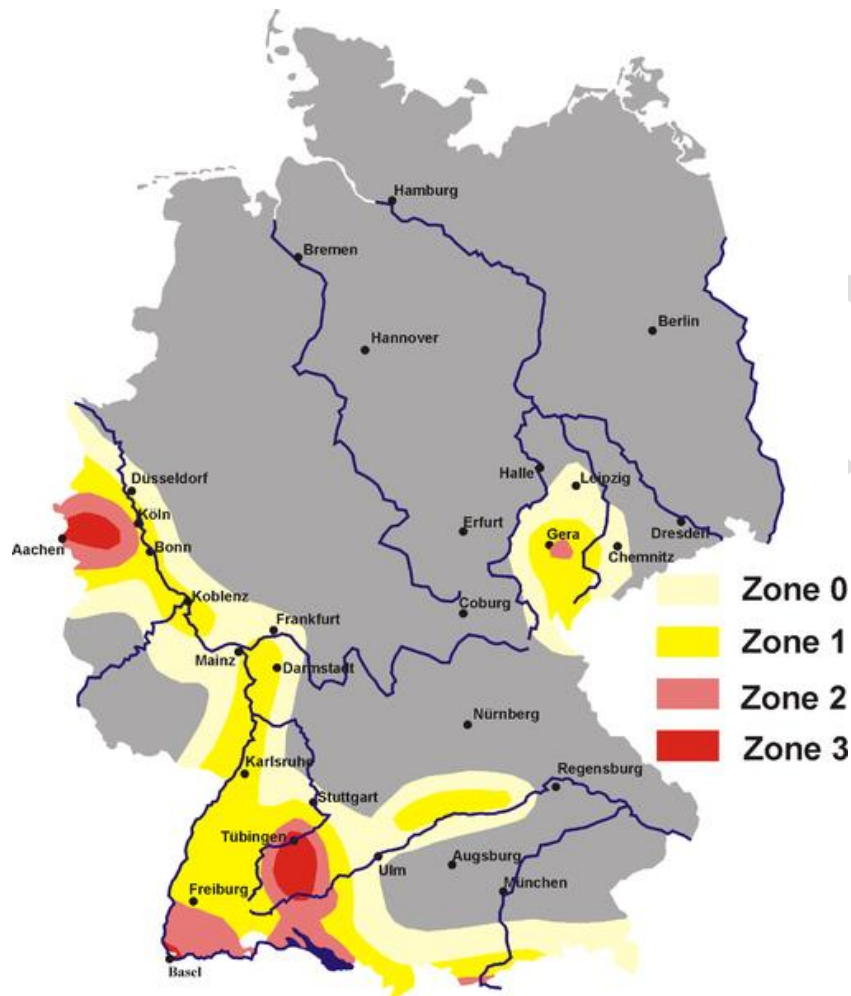 Hamburg
Bremen
Berlin
Hannover
Düsseldorf
Halle
Leipzig
Köln
Erfurt
Gera
Dresden
Aachen
Bonn
Chemnitz
Koblenz
Coburg
Frankfurt
Mainz
Darmstadt
Nürnberg
Karlsruhe
Regensburg
Stuttgart
Tübingen
Ulm
Augsburg
Freiburg
München
Basel
Zone 0
Zone 1
Zone 2
Zone 3